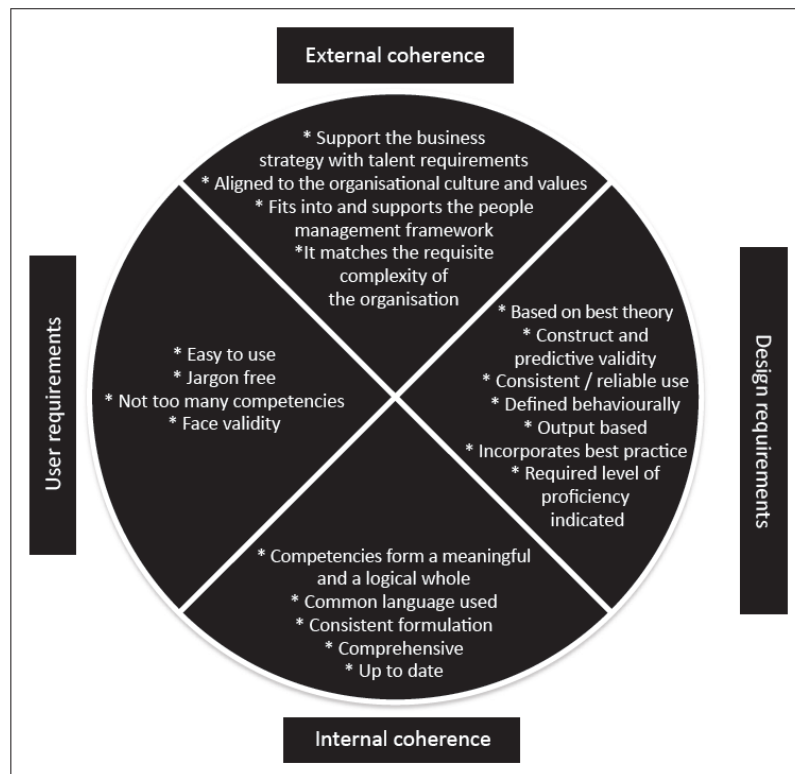 External coherence
* Support the business
strategy with talent requirements
* Aligned to the organisational culture and values
* Fits into and supports the people
management framework
*It matches the requisite
complexity of
the organisation
User requirements
* Easy to use
* Jargon free
* Not too many competencies
* Face validity
* Based on best theory
* Construct and
predictive validity
* Consistent / reliable use
* Defined behaviourally
* Output based
* Incorporates best practice
* Required level of
proficiency
indicated
Design requirements
* Competencies form a meaningful
and a logical whole
* Common language used
* Consistent formulation
* Comprehensive
* Up to date
Internal coherence